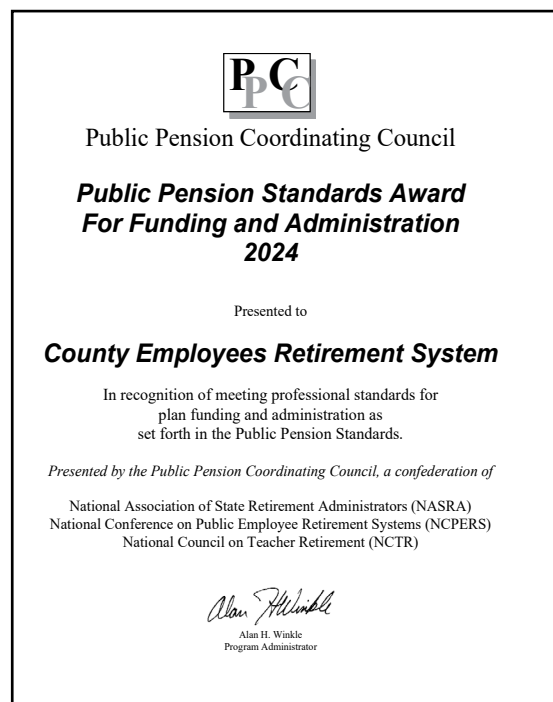 PPCC
Public Pension Coordinating Council
Public Pension Standards Award
For Funding and Administration
2024
Presented to
County Employees Retirement System
In recognition of meeting professional standards for
plan funding and administration as
set forth in the Public Pension Standards.
Presented by the Public Pension Coordinating Council, a confederation of
National Association of State Retirement Administrators (NASRA)
National Conference on Public Employee Retirement Systems (NCPERS)
National Council on Teacher Retirement (NCTR)
Alan H Winkle
Alan H. Winkle
Program Administrator